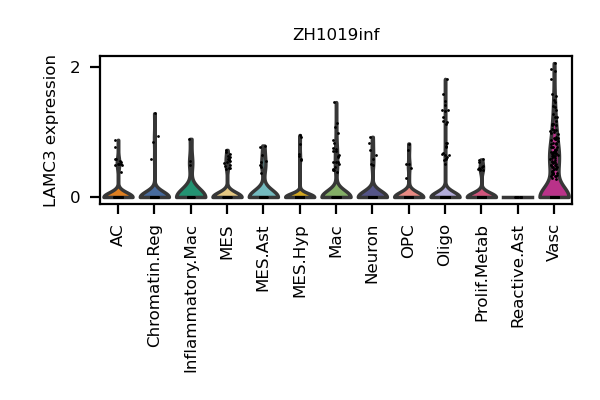 ZH1019inf
LAMC3 expression
2
0
AC
Chromatin.Reg
Inflammatory.Mac
MES
MES.Ast
MES.Hyp
Mac
Neuron
OPC
Oligo
Prolif.Metab
Reactive.Ast
Vasc